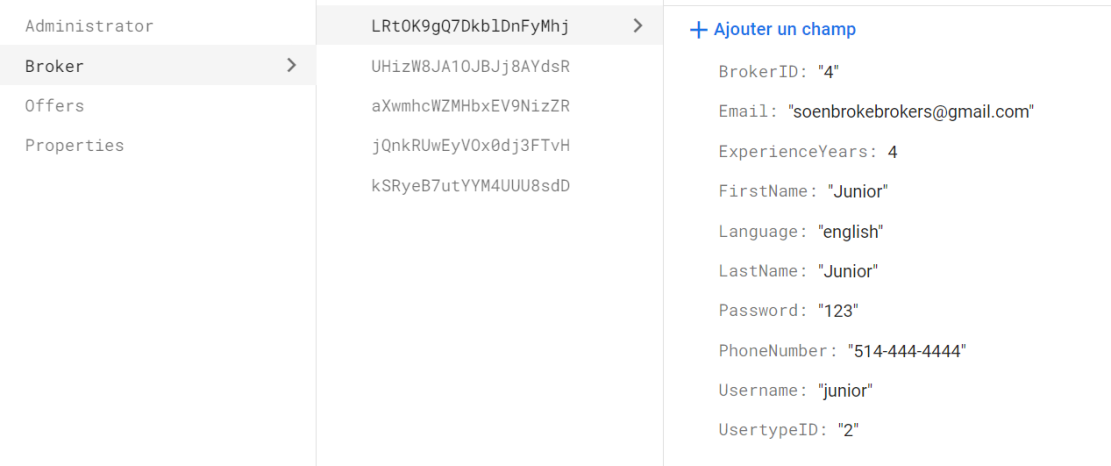 Administrator
Broker
Offers
Properties
LRtOK9gQ7DkblDnFyMhj
UHizW8JA1OJBJj8AYdsR
aXwmhcWZMHbxEV9NizZR
jQnkRUwEyVOx0dj3FTvH
kSRyeB7utYYM4UUU8sdD
+ Ajouter un champ
BrokerID: "4"
Email: "soenbrokebrokers@gmail.com"
ExperienceYears: 4
FirstName: "Junior"
Language: "english"
LastName: "Junior"
Password: "123"
PhoneNumber: "514-444-4444"
Username: "junior"
UsertypeID: "2"